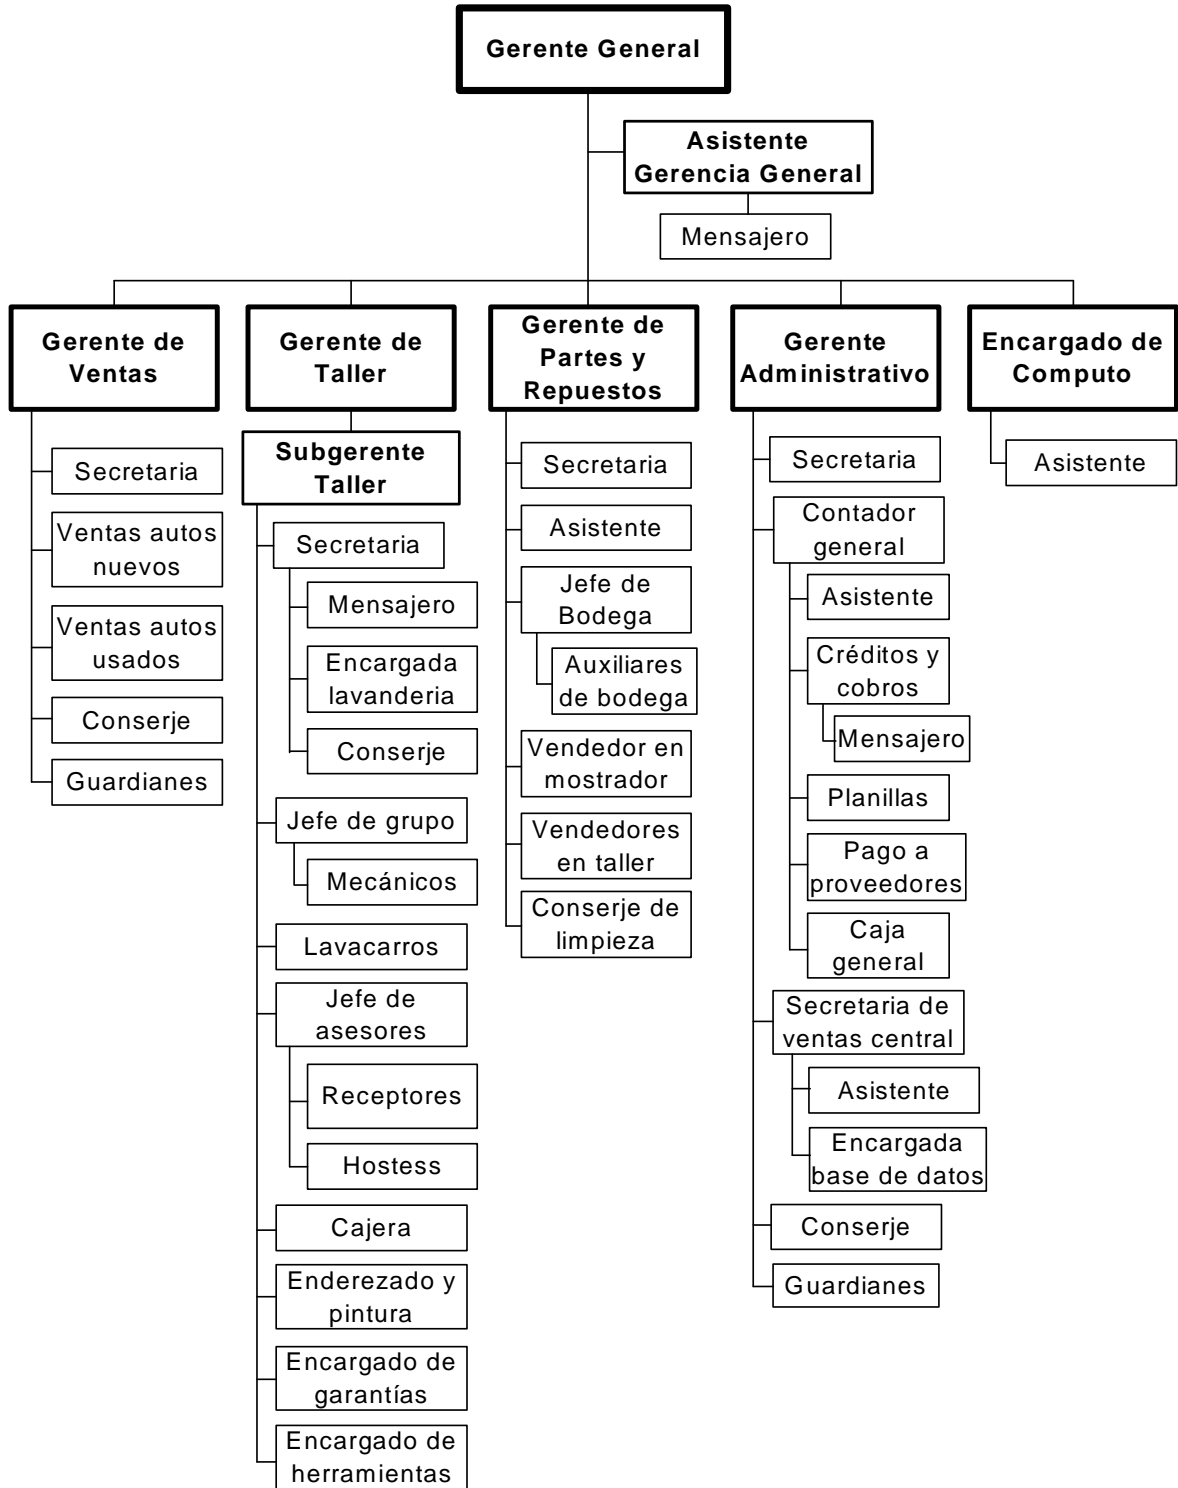 Gerente General
Asistente
Gerencia General
Mensajero
Gerente de
Ventas
Secretaria
Ventas autos
nuevos
Ventas autos
usados
Conserje
Guardianes
Gerente de
Taller
Subgerente
Taller
Secretaria
Mensajero
Encargada
lavanderia
Conserje
Jefe de grupo
Mecánicos
Lavacarros
Jefe de
asesores
Receptores
Hostess
Cajera
Enderezado y
pintura
Encargado de
garantías
Encargado de
herramientas
Gerente de
Partes y
Repuestos
Secretaria
Asistente
Jefe de
Bodega
Auxiliares
de bodega
Vendedor en
mostrador
Vendedores
en taller
Conserje de
limpieza
Gerente
Administrativo
Secretaria
Contador
general
Asistente
Créditos y
cobros
Mensajero
Planillas
Pago a
proveedores
Caja
general
Secretaria de
ventas central
Asistente
Encargada
base de datos
Conserje
Guardianes
Encargado de
Computo
Asistente